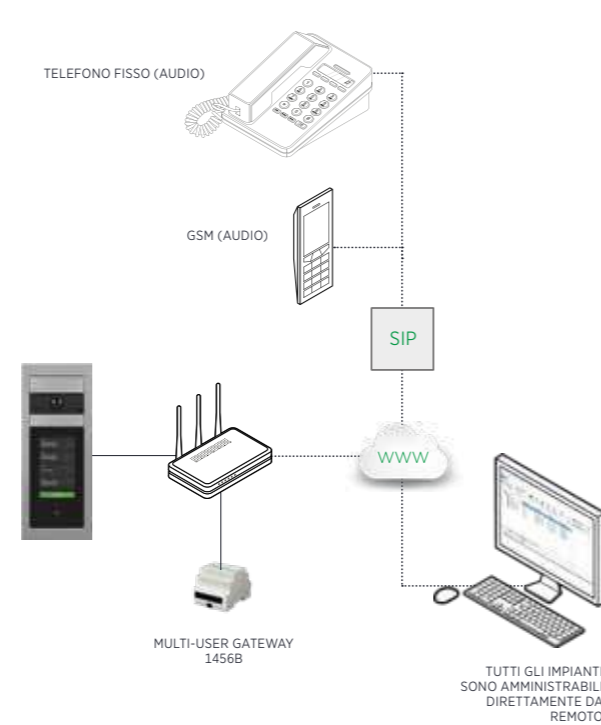 TELEFONO FISSO (AUDIO)
GSM (AUDIO)
SIP
WWW
MULTI-USER GATEWAY
1456B
TUTTI GLI IMPIANTI
SONO AMMINISTRABILI
DIRETTAMENTE DA
REMOTO